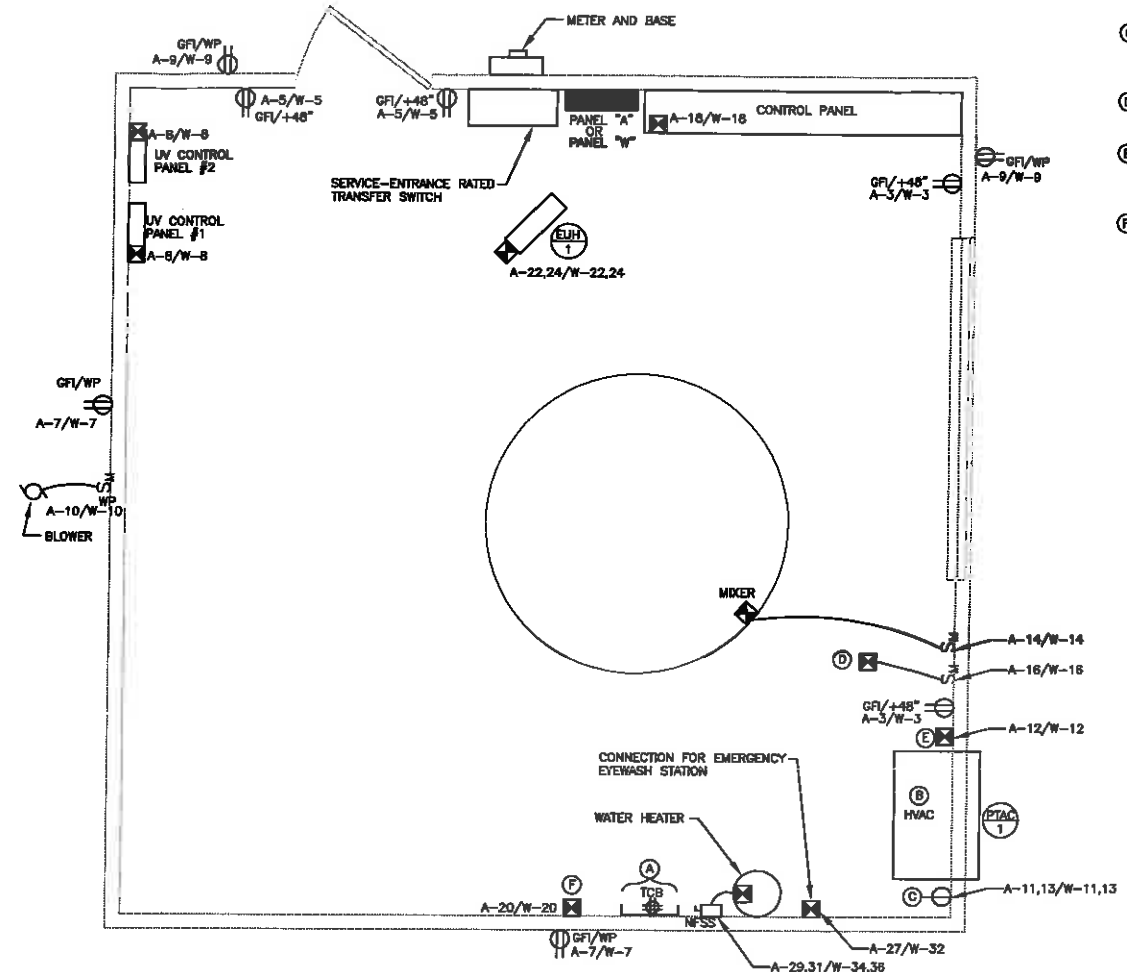 METER AND BASE
GFI/WP
A-9/W-9
A-5/W-5
GFI/+48"
GFI/+48"
A-5/W-5
PANEL "A"
OR
PANEL "W"
A-18/W-18
CONTROL PANEL
A-8/W-8
UV CONTROL
PANEL #2
GFI/WP
A-9/W-9
GFI/+48"
A-3/W-3
SERVICE-ENTRANCE RATED
TRANSFER SWITCH
UV CONTROL
PANEL #1
A-6/W-8
EUH
1
A-22,24/W-22,24
GFI/WP
A-7/W-7
S M
WP
A-10/W-10
BLOWER
MIXER
S M
A-14/W-14
D
S M
A-16/W-16
GFI/+48"
A-3/W-3
E
A-12/W-12
CONNECTION FOR EMERGENCY
EYEWASH STATION
B
HVAC
PTAC
1
WATER HEATER
A
F
TCB
C
A-11,13/W-11,13
A-20/W-20
NFSS
GFI/WP
A-7/W-7
A-27/W-32
A-29,31/W-34,36